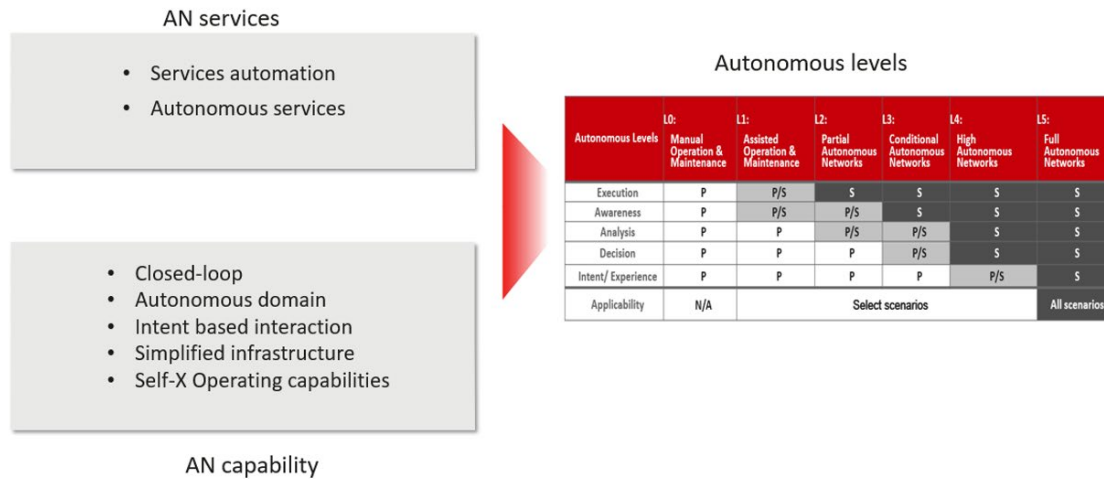 AN services
• Services automation
• Autonomous services
• Closed-loop
• Autonomous domain
• Intent based interaction
• Simplified infrastructure
• Self-X Operating capabilities
AN capability
Autonomous levels
Autonomous Levels L0: Manual Operation & Maintenance L1: Assisted Operation & Maintenance L2: Partial Autonomous Networks L3: Conditional Autonomous Networks L4: High Autonomous Networks L5: Full Autonomous Networks
Execution P P/S S S S S
Awareness P P/S P/S S S S
Analysis P P P/S P/S S S
Decision P P P P/S S S
Intent/ Experience P P P P P/S S
Applicability N/A Select scenarios All scenarios